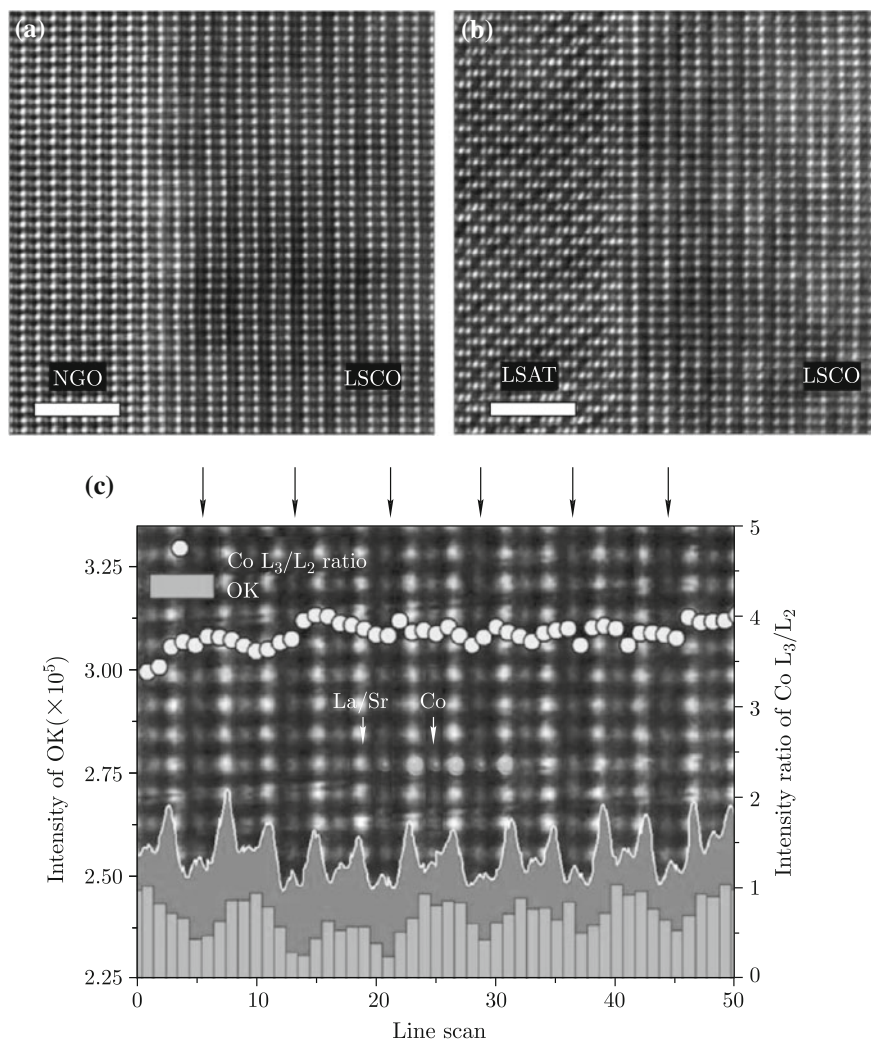 (a)
(b)
NGO
LSCO
LSAT
LSCO
(c)
Co L₃/L₂ ratio
OK
La/Sr
Co
Intensity of OK(×10⁵)
3.25
3.00
2.75
2.50
2.25
5
4
3
2
1
0
Intensity ratio of Co L₃/L₂
0
10
20
30
40
50
Line scan